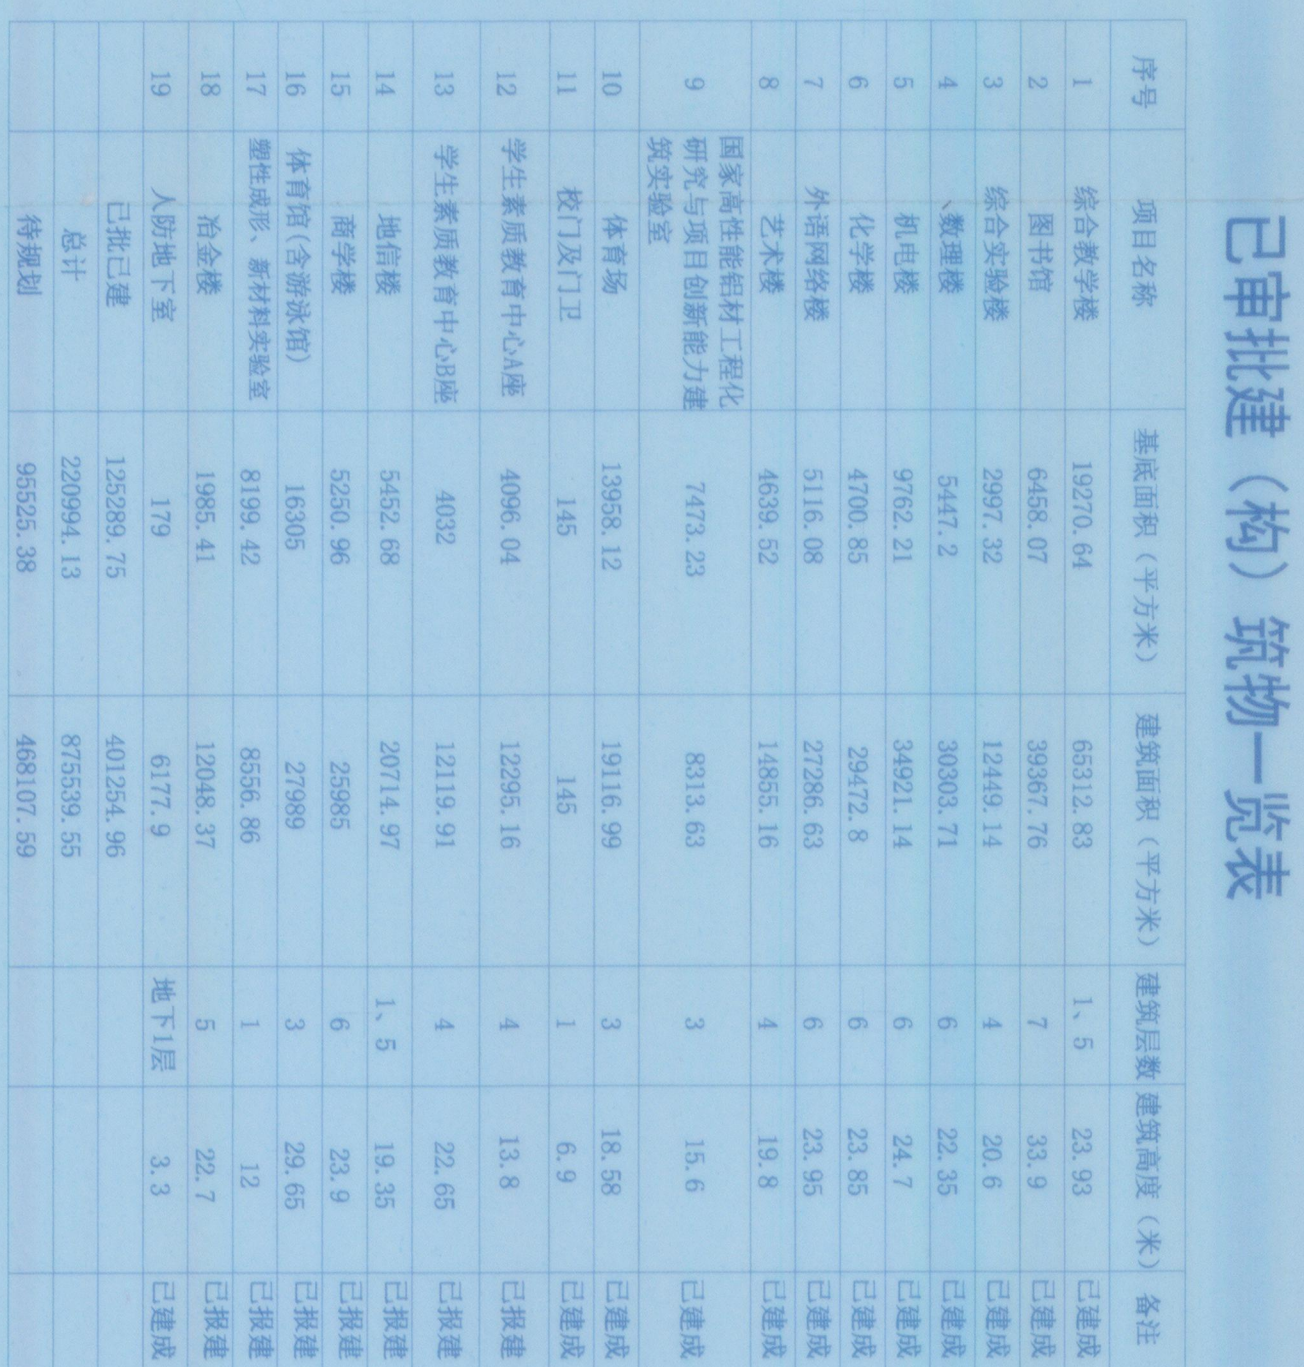 已审批建（构）筑物一览表
序号 项目名称 基底面积（平方米） 建筑面积（平方米） 建筑层数 建筑高度（米） 备注
1 综合教学楼 19270.64 65312.83 1、5 23.93 已建成
2 图书馆 6458.07 39367.76 7 33.9 已建成
3 综合实验楼 2997.32 12449.14 4 20.6 已建成
4 数理楼 5447.2 30303.71 6 22.35 已建成
5 机电楼 9762.21 34921.14 6 24.7 已建成
6 化学楼 4700.85 29472.8 6 23.85 已建成
7 外语网络楼 5116.08 27286.63 6 23.95 已建成
8 艺术楼 4639.52 14855.16 4 19.8 已建成
国家高性能铝材工程化
9 研究与项目创新能力建 7473.23 8313.63 3 15.6 已建成
筑实验室
10 体育场 13958.12 19116.99 3 18.58 已建成
11 校门及门卫 145 145 1 6.9 已建成
12 学生素质教育中心A座 4096.04 12295.16 4 13.8 已报建
13 学生素质教育中心B座 4032 12119.91 4 22.65 已报建
14 地信楼 5452.68 20714.97 1、5 19.35 已报建
15 商学楼 5250.96 25985 6 23.9 已报建
16 体育馆(含游泳馆) 16305 27989 3 29.65 已报建
17 塑性成形、新材料实验室 8199.42 8556.86 1 12 已报建
18 冶金楼 1985.41 12048.37 5 22.7 已报建
19 人防地下室 179 6177.9 地下1层 3.3 已建成
已批已建 125289.75 401254.96
总计 220994.13 875539.55
待规划 95525.38 468107.59